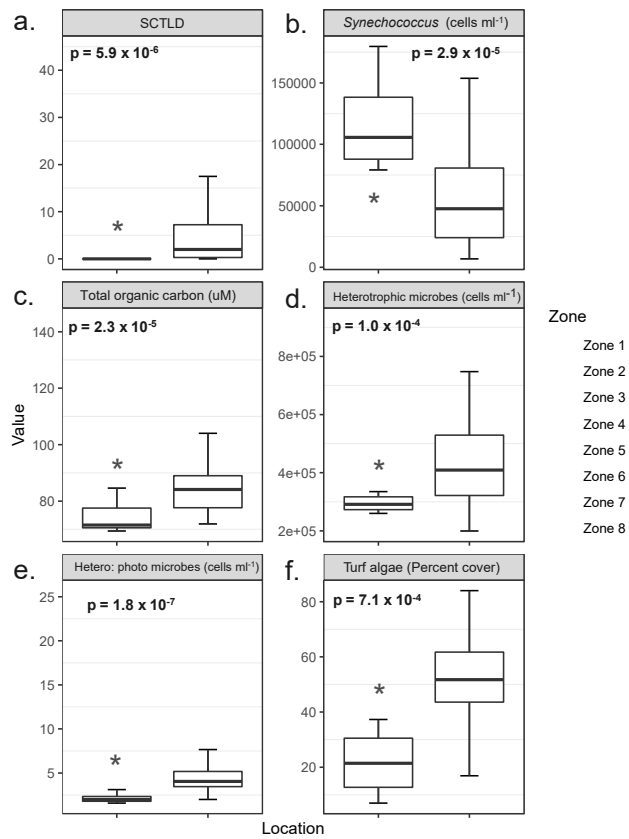 a.
SCTLD
p = 5.9 x 10-6
40
30
20
10
0
b.
Synechococcus (cells ml-1)
p = 2.9 x 10-5
150000
100000
50000
0
*
*
c.
Total organic carbon (uM)
p = 2.3 x 10-5
140
120
100
80
*
d.
Heterotrophic microbes (cells ml-1)
p = 1.0 x 10-4
8e+05
6e+05
4e+05
2e+05
*
Value
Zone
Zone 1
Zone 2
Zone 3
Zone 4
Zone 5
Zone 6
Zone 7
Zone 8
e.
Hetero: photo microbes (cells ml-1)
p = 1.8 x 10-7
25
20
15
10
5
*
f.
Turf algae (Percent cover)
p = 7.1 x 10-4
80
60
40
20
*
Location